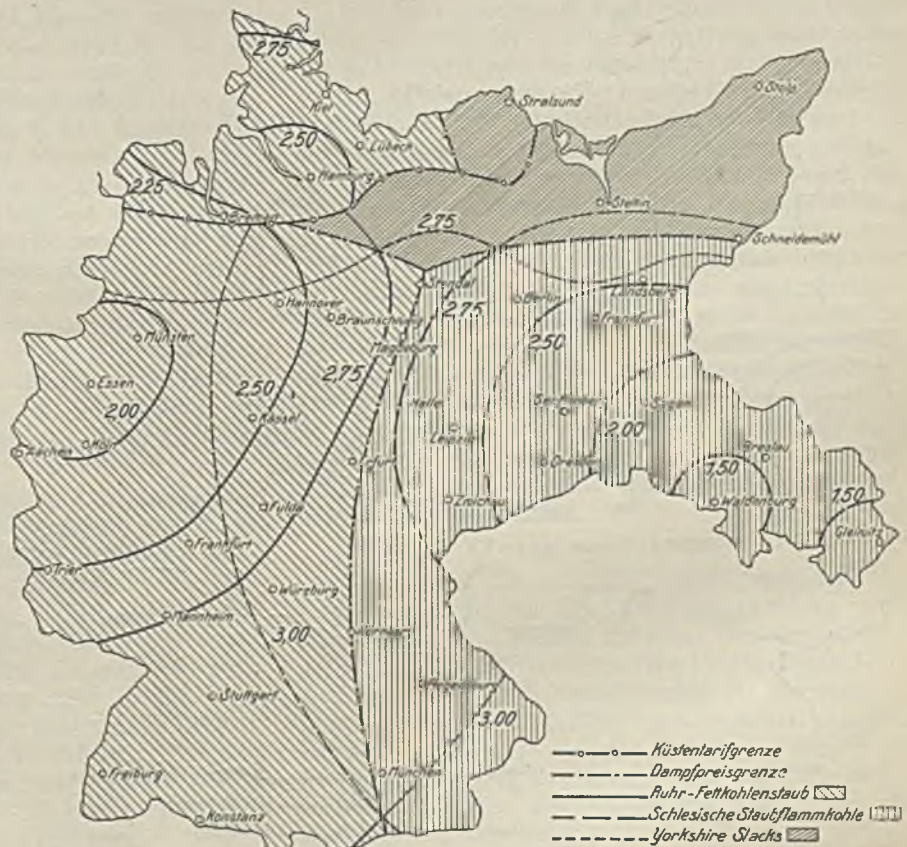 2,75
Kiel
Stralsund
Stolp
2,50
Lübeck
Hamburg
2,25
Bremen
Stettin
2,75
Schneidemühl
Stendal
Landsberg
Hannover
2,75
Berlin
Braunschweig
Frankfurt
Münster
Magdeburg
2,50
Essen
2,50
2,75
2,00
Kassel
Halle
Senftenberg
Sagan
2,00
Aachen
Köln
Leipzig
Breslau
Erfurt
Dresden
1,50
Fulda
Zwickau
Waldenburg
1,50
Frankfurt
Gleiwitz
Trier
Würzburg
Mannheim
3,00
Nürnberg
Stuttgart
3,00
Freiburg
München
Konstanz
Küstentarifgrenze
Dampfpreisgrenze
Ruhr-Fettkohlenstaub
Schlesische Staubflammkohle
Yorkshire Slacks